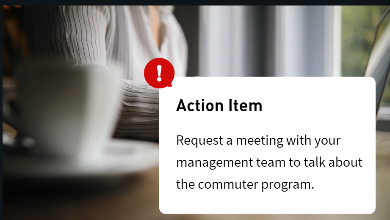 !
Action Item
Request a meeting with your
management team to talk about
the commuter program.